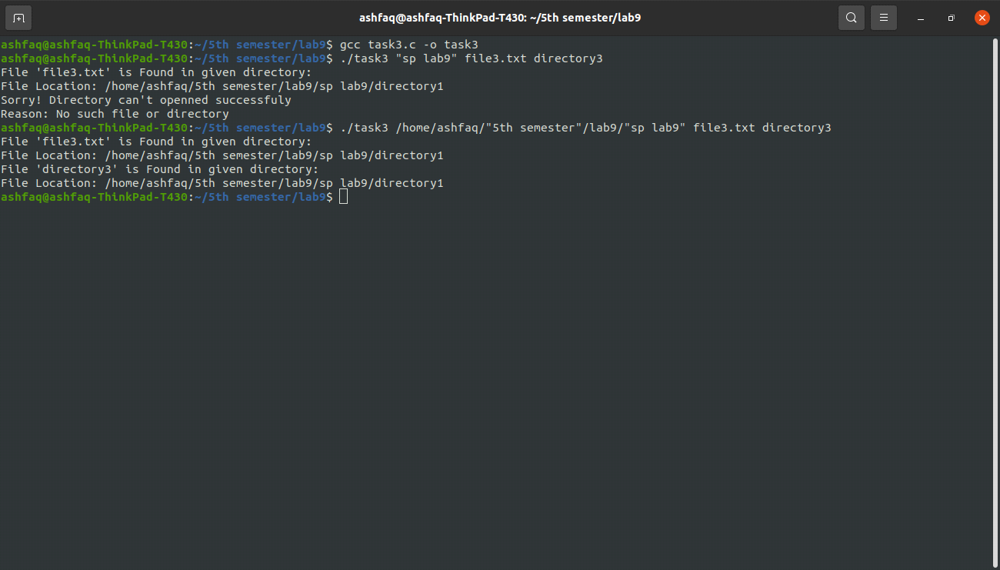 ashfaq@ashfaq-ThinkPad-T430: ~/5th semester/lab9
ashfaq@ashfaq-ThinkPad-T430:~/5th semester/lab9$ gcc task3.c -o task3
ashfaq@ashfaq-ThinkPad-T430:~/5th semester/lab9$ ./task3 "sp lab9" file3.txt directory3
File 'file3.txt' is Found in given directory:
File Location: /home/ashfaq/5th semester/lab9/sp lab9/directory1
Sorry! Directory can't openned successfuly
Reason: No such file or directory
ashfaq@ashfaq-ThinkPad-T430:~/5th semester/lab9$ ./task3 /home/ashfaq/"5th semester"/lab9/"sp lab9" file3.txt directory3
File 'file3.txt' is Found in given directory:
File Location: /home/ashfaq/5th semester/lab9/sp lab9/directory1
File 'directory3' is Found in given directory:
File Location: /home/ashfaq/5th semester/lab9/sp lab9/directory1
ashfaq@ashfaq-ThinkPad-T430:~/5th semester/lab9$